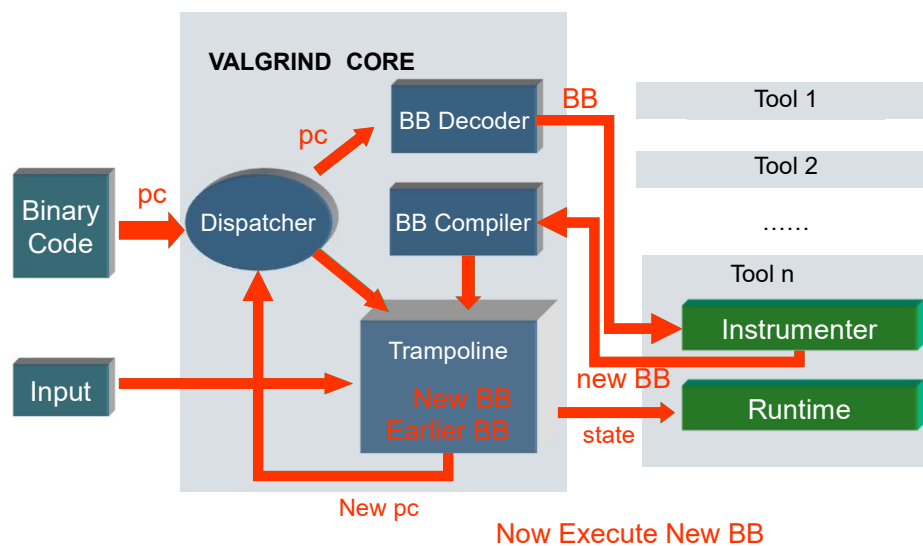 VALGRIND CORE
BB Decoder
BB
Tool 1
pc
Tool 2
pc
Binary
Code
Dispatcher
BB Compiler
......
Tool n
Instrumenter
Trampoline
new BB
Input
New BB
Earlier BB
Runtime
state
New pc
Now Execute New BB